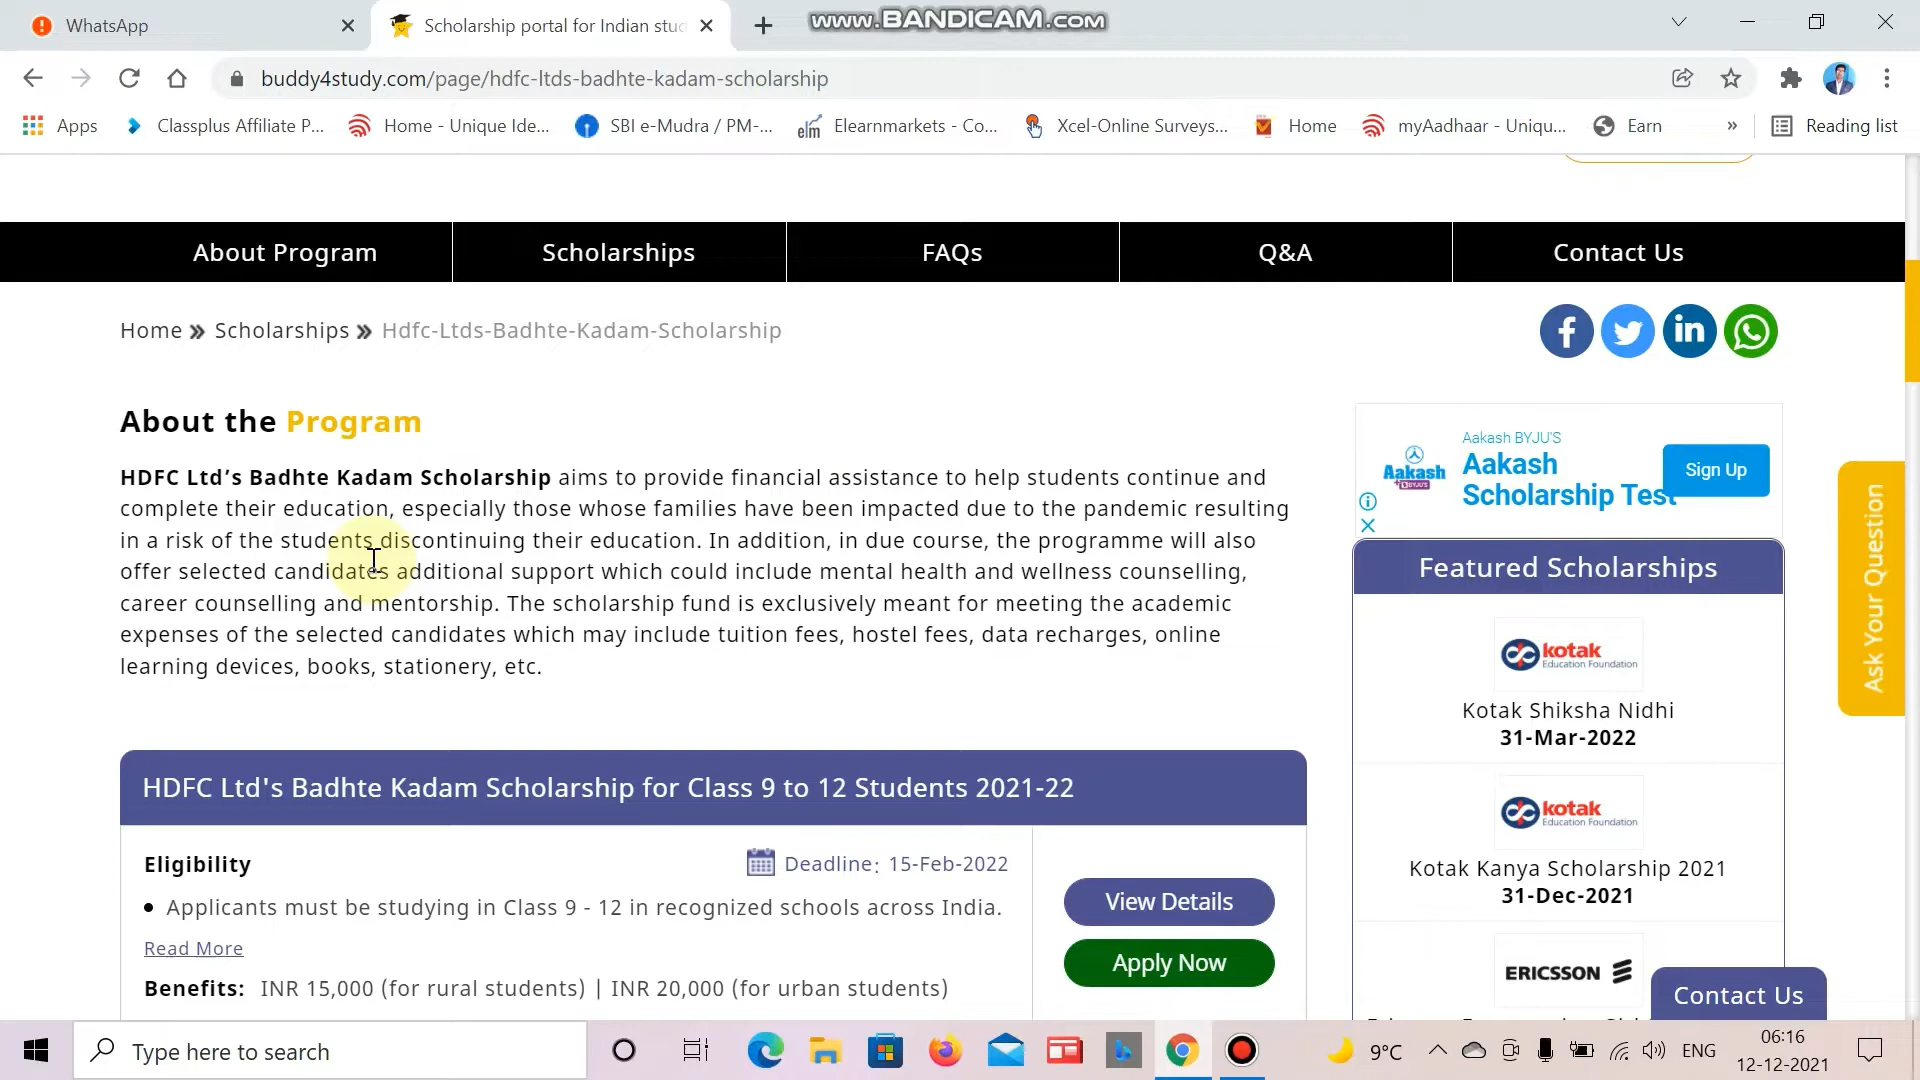 WhatsApp
Scholarship portal for Indian stud
www.BANDICAM.com
buddy4study.com/page/hdfc-ltds-badhte-kadam-scholarship
Apps
Classplus Affiliate P...
Home - Unique Ide...
SBI e-Mudra / PM-...
elm
Elearnmarkets - Co...
Xcel-Online Surveys...
Home
myAadhaar - Uniqu...
Earn
»
Reading list
About Program
Scholarships
FAQs
Q&A
Contact Us
Home » Scholarships » Hdfc-Ltds-Badhte-Kadam-Scholarship
f
in
About the Program
HDFC Ltd’s Badhte Kadam Scholarship aims to provide financial assistance to help students continue and
complete their education, especially those whose families have been impacted due to the pandemic resulting
in a risk of the students discontinuing their education. In addition, in due course, the programme will also
offer selected candidates additional support which could include mental health and wellness counselling,
career counselling and mentorship. The scholarship fund is exclusively meant for meeting the academic
expenses of the selected candidates which may include tuition fees, hostel fees, data recharges, online
learning devices, books, stationery, etc.
Aakash BYJU'S
Aakash
Scholarship Test
Aakash
BYJU'S
Sign Up
Ask Your Question
Featured Scholarships
kotak
Education Foundation
Kotak Shiksha Nidhi
31-Mar-2022
kotak
Education Foundation
Kotak Kanya Scholarship 2021
31-Dec-2021
ERICSSON
Contact Us
HDFC Ltd's Badhte Kadam Scholarship for Class 9 to 12 Students 2021-22
Eligibility
Deadline: 15-Feb-2022
Applicants must be studying in Class 9 - 12 in recognized schools across India.
Read More
Benefits: INR 15,000 (for rural students) | INR 20,000 (for urban students)
View Details
Apply Now
Type here to search
9°C
ENG
06:16
12-12-2021